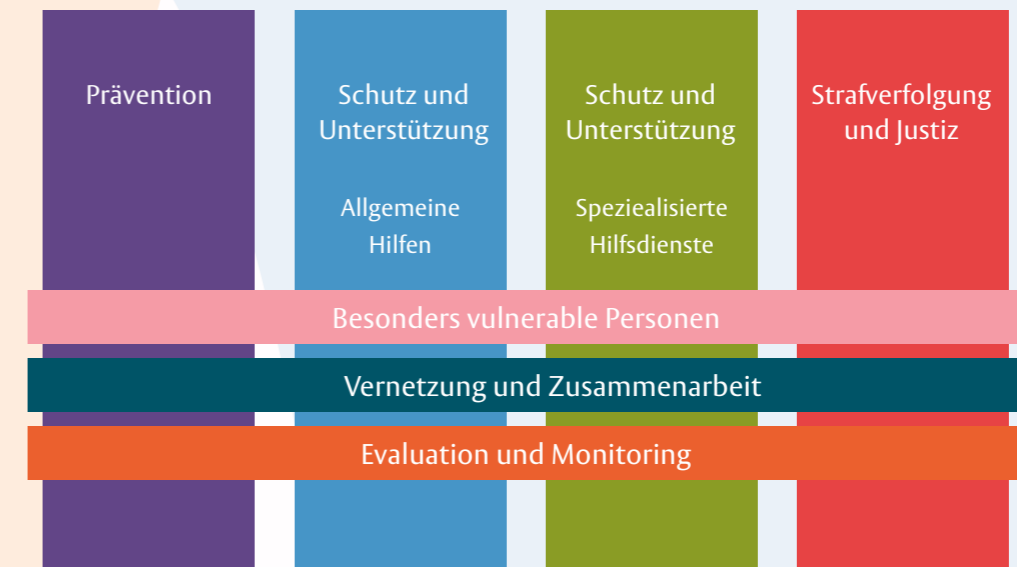 Prävention
Schutz und
Unterstützung
Allgemeine
Hilfen
Schutz und
Unterstützung
Speziealisierte
Hilfsdienste
Strafverfolgung
und Justiz
Besonders vulnerable Personen
Vernetzung und Zusammenarbeit
Evaluation und Monitoring